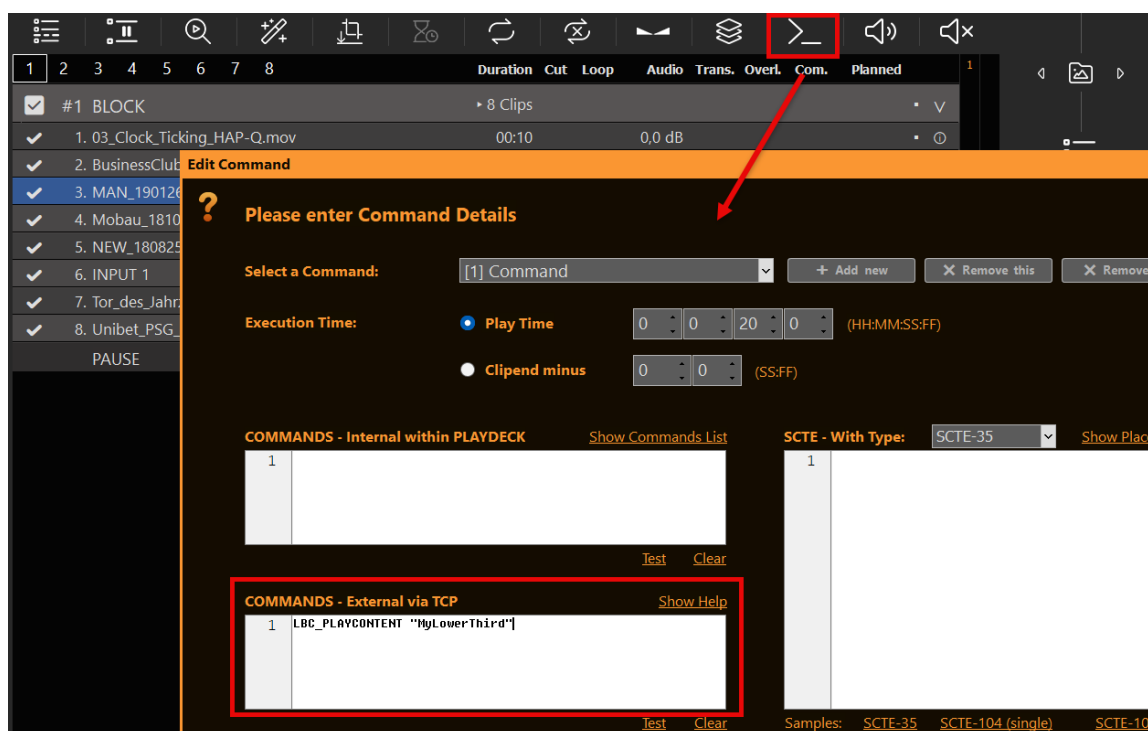 1 2 3 4 5 6 7 8 Duration Cut Loop Audio Trans. Overl. Com. Planned 1
#1 BLOCK ‣ 8 Clips
1. 03_Clock_Ticking_HAP-Q.mov 00:10 0,0 dB
2. BusinessClub
3. MAN_190126
4. Mobau_1810
5. NEW_180825
6. INPUT 1
7. Tor_des_Jahr
8. Unibet_PSG_
PAUSE
Edit Command
? Please enter Command Details
Select a Command: [1] Command + Add new X Remove this X Remove
Execution Time: Play Time 0 0 20 0 (HH:MM:SS:FF)
Clipend minus 0 0 (SS:FF)
COMMANDS - Internal within PLAYDECK Show Commands List SCTE - With Type: SCTE-35 Show Plac
1 1
Test Clear
COMMANDS - External via TCP Show Help
1 LBC_PLAYCONTENT "MyLowerThird"
Test Clear Samples: SCTE-35 SCTE-104 (single) SCTE-10